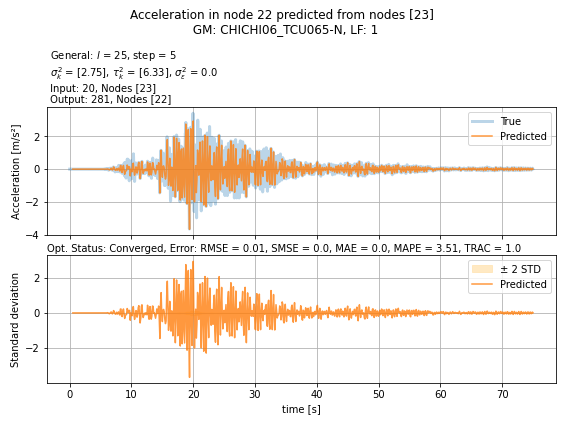 Acceleration in node 22 predicted from nodes [23]
GM: CHICHI06_TCU065-N, LF: 1
General: l = 25, step = 5
σ²ₖ = [2.75], τ²ₖ = [6.33], σ²ε = 0.0
Input: 20, Nodes [23]
Output: 281, Nodes [22]
Acceleration [m/s²]
2
0
−2
−4
True
Predicted
Opt. Status: Converged, Error: RMSE = 0.01, SMSE = 0.0, MAE = 0.0, MAPE = 3.51, TRAC = 1.0
Standard deviation
2
0
−2
± 2 STD
Predicted
0 10 20 30 40 50 60 70
time [s]